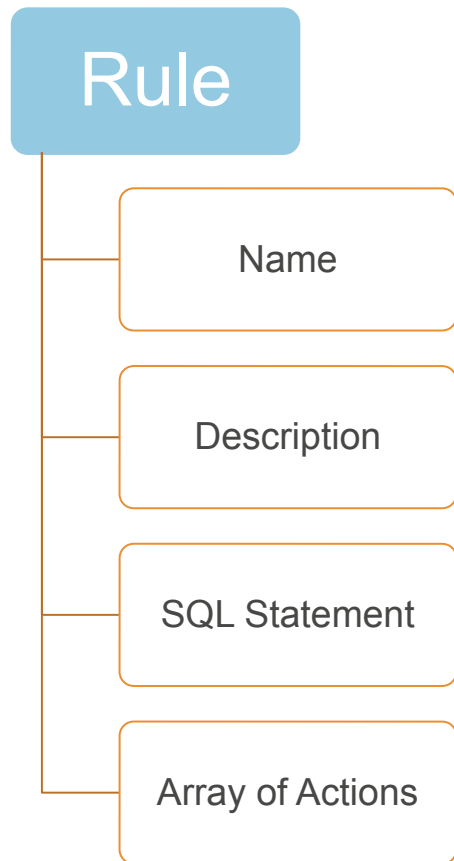 Rule
Name
Description
SQL Statement
Array of Actions